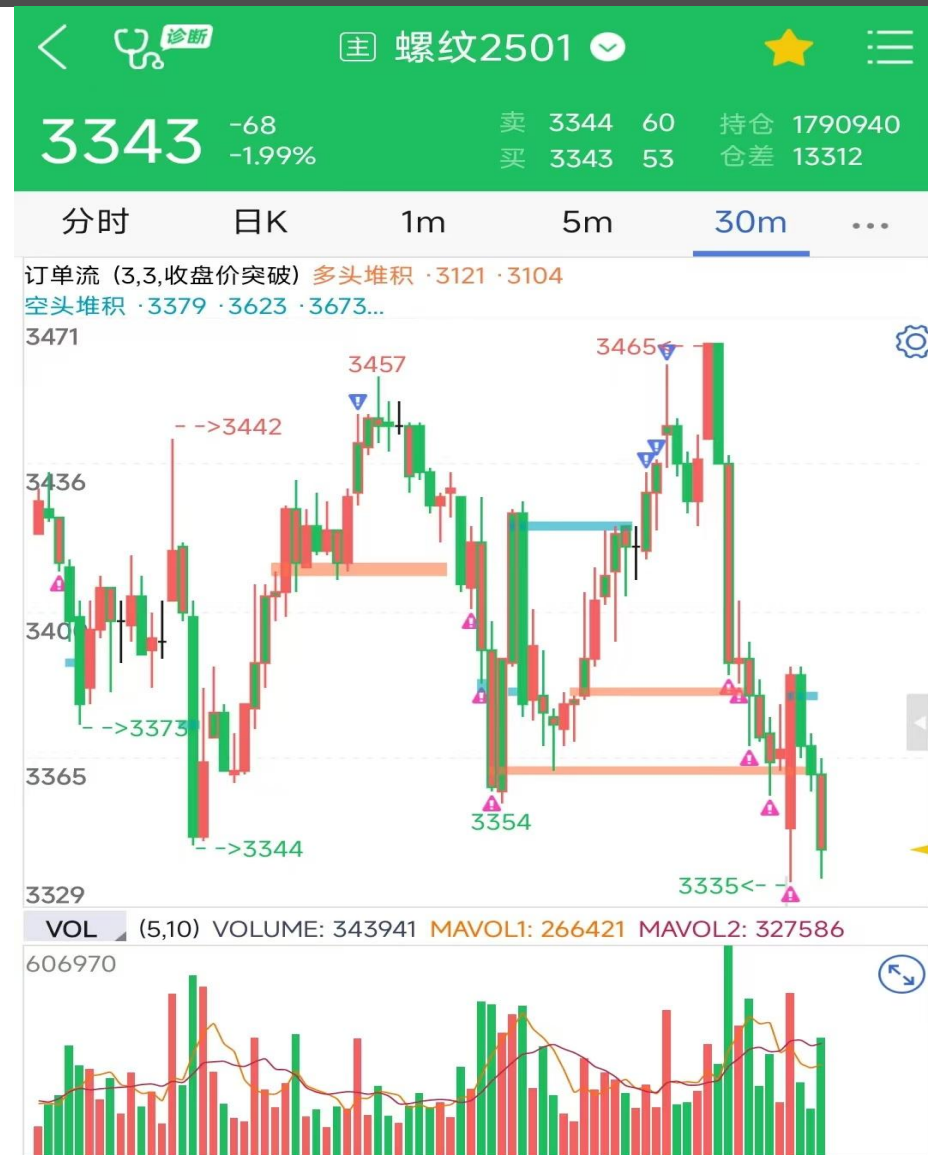 诊断
主 螺纹2501
3343 -68 卖 3344 60 持仓 1790940
-1.99% 买 3343 53 仓差 13312
分时 日K 1m 5m 30m ...
订单流 (3,3,收盘价突破) 多头堆积 ·3121 ·3104
空头堆积 ·3379 ·3623 ·3673...
3471
3465<- -
3457
- ->3442
3436
340
- ->3373
3365
3354
- ->3344
3335<- -
3329
VOL (5,10) VOLUME: 343941 MAVOL1: 266421 MAVOL2: 327586
606970